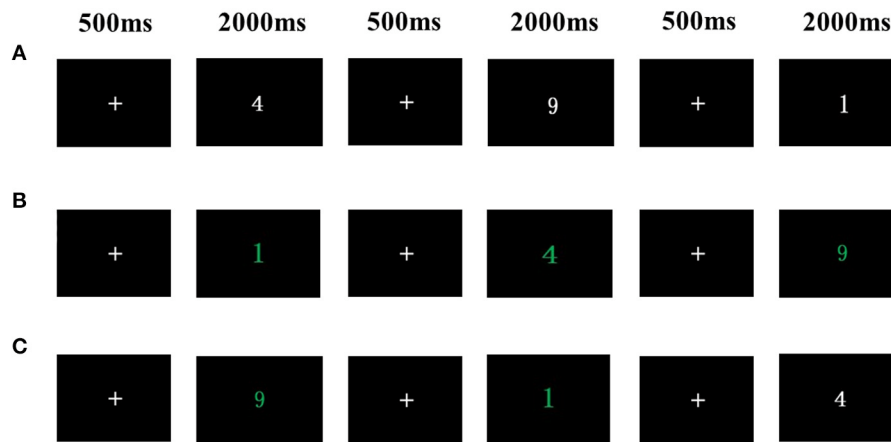 500ms 2000ms 500ms 2000ms 500ms 2000ms
A
+ 4 + 9 + 1
B
+ 1 + 4 + 9
C
+ 9 + 1 + 4